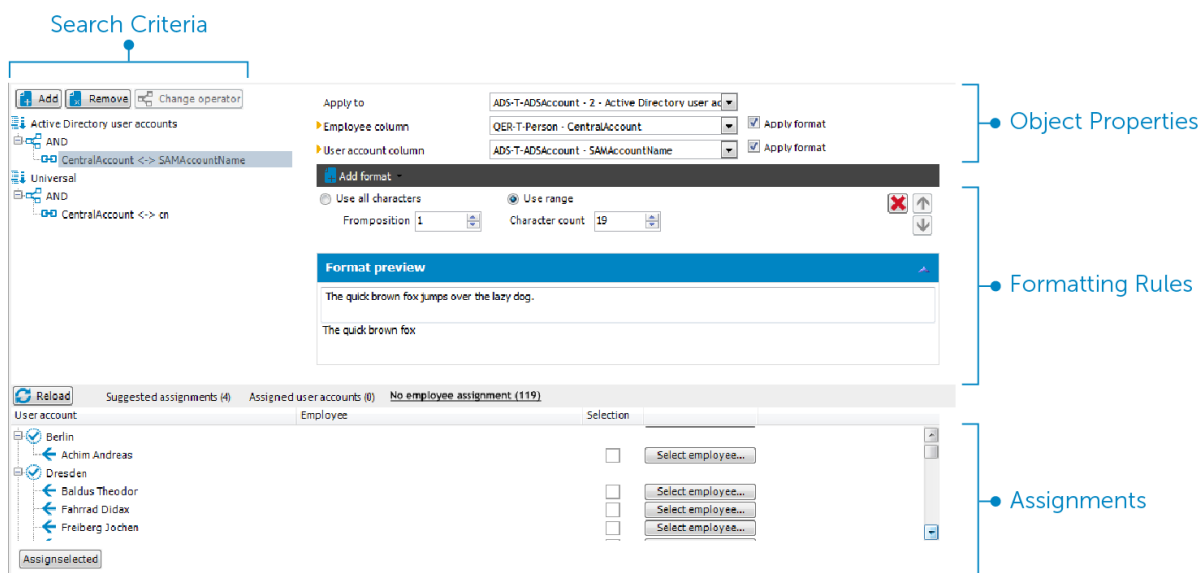 Search Criteria
Add Remove Change operator
Active Directory user accounts
AND
CentralAccount <-> SAMAccountName
Universal
AND
CentralAccount <-> cn
Apply to ADS-T-ADSAccount - 2 - Active Directory user ac
Employee column QER-T-Person - CentralAccount Apply format
User account column ADS-T-ADSAccount - SAMAccountName Apply format
Object Properties
Add format
Use all characters Use range
Fromposition 1 Character count 19
Format preview
The quick brown fox jumps over the lazy dog.
The quick brown fox
Formatting Rules
Reload Suggested assignments (4) Assigned user accounts (0) No employee assignment (119)
User account Employee Selection
Berlin
Achim Andreas Select employee...
Dresden
Baldus Theodor Select employee...
Fahrrad Didax Select employee...
Freiberg Jochen Select employee...
Assignments
Assignselected